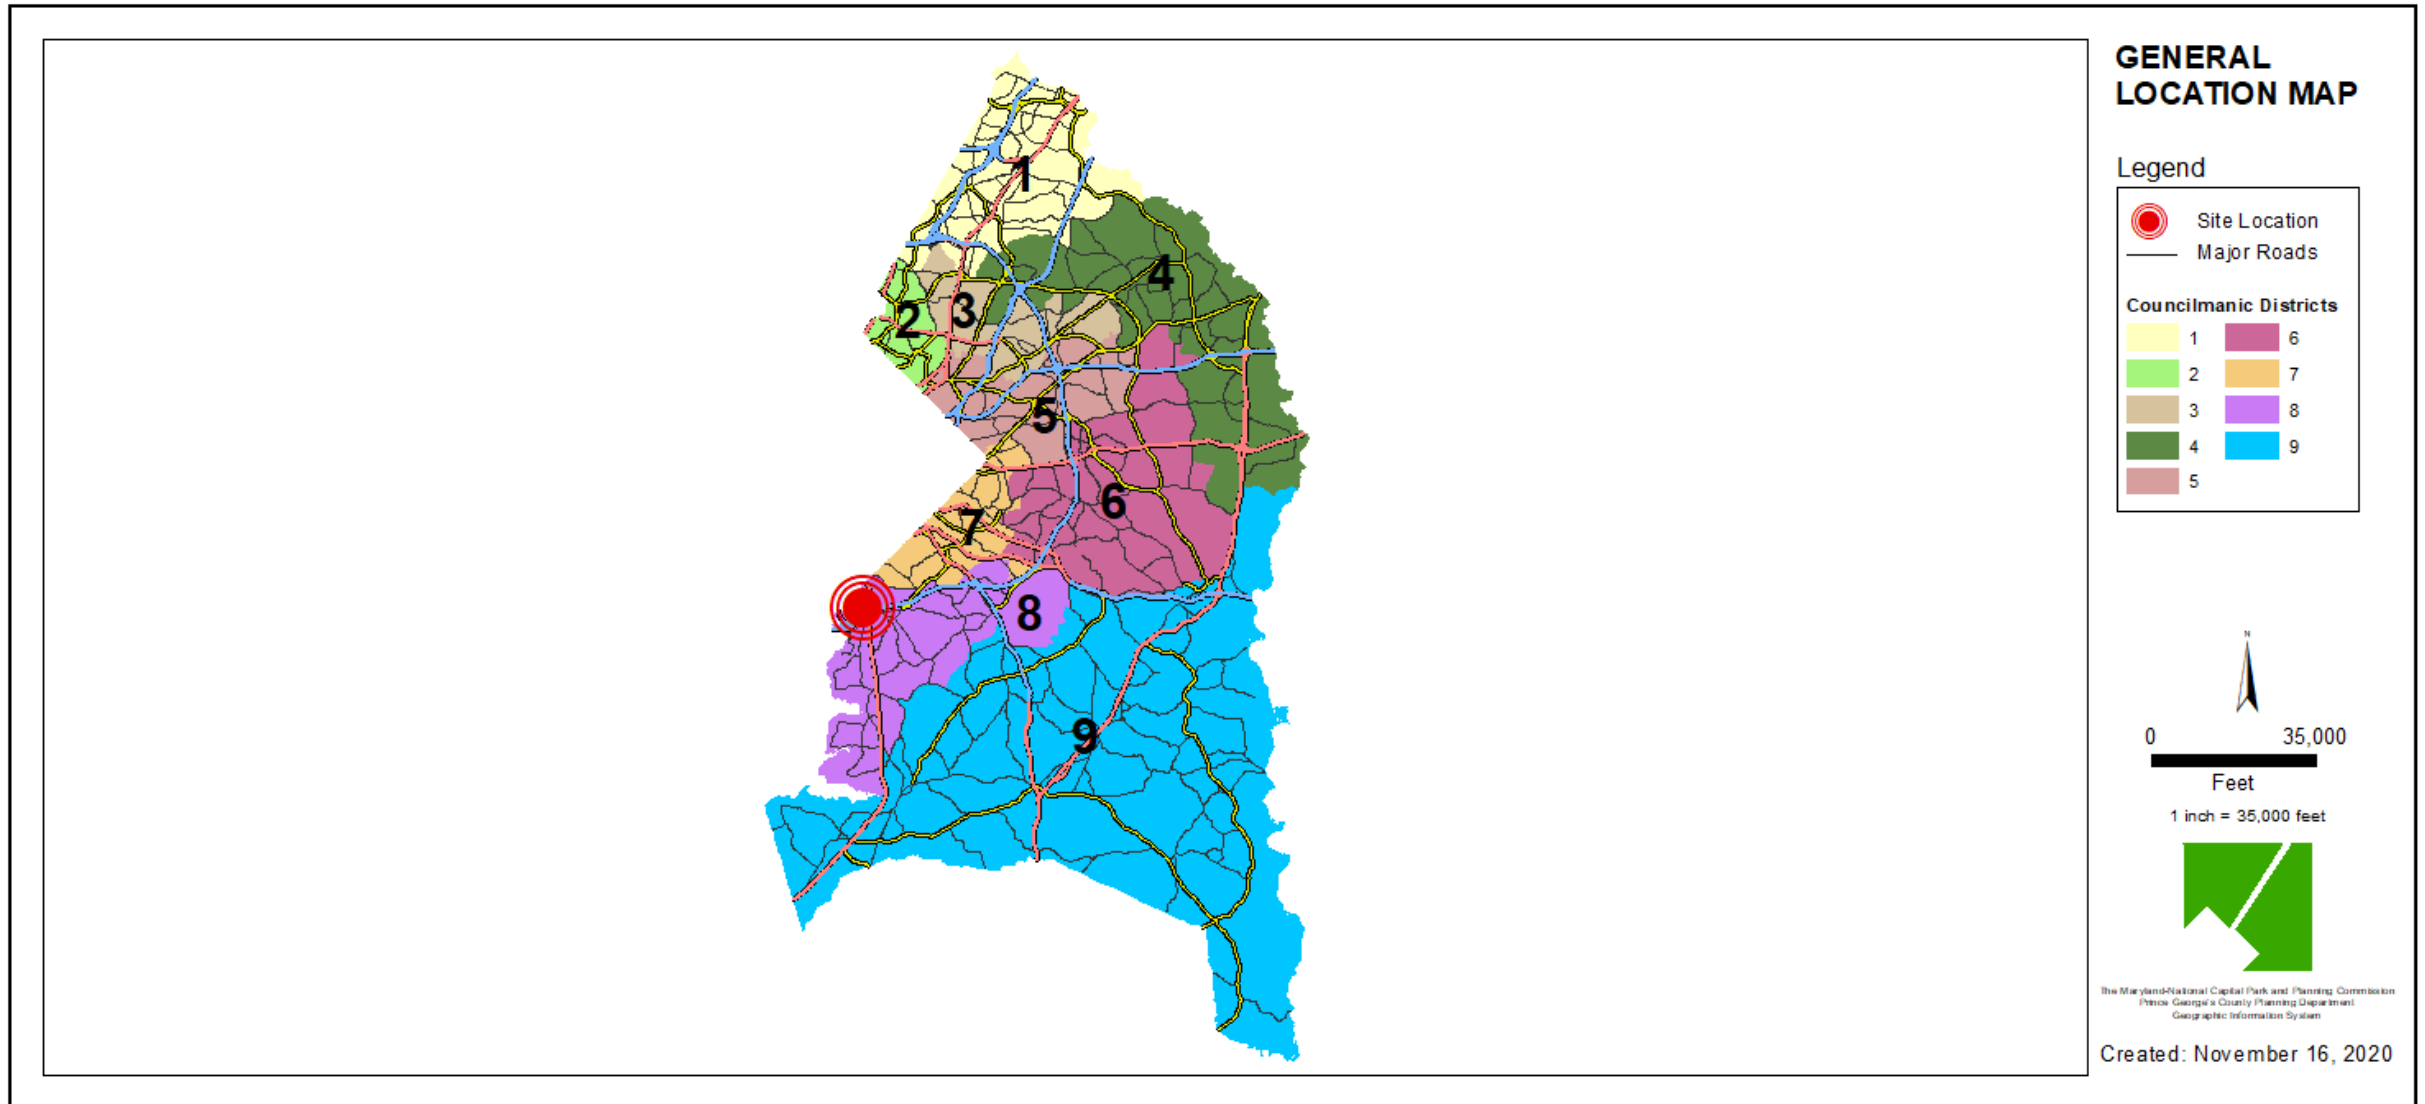 GENERAL
LOCATION MAP
Legend
Site Location
Major Roads
Councilmanic Districts
1 6
2 7
3 8
4 9
5
1
2
3
4
5
6
7
8
9
N
0 35,000
Feet
1 inch = 35,000 feet
The Maryland-National Capital Park and Planning Commission
Prince George's County Planning Department
Geographic Information System
Created: November 16, 2020